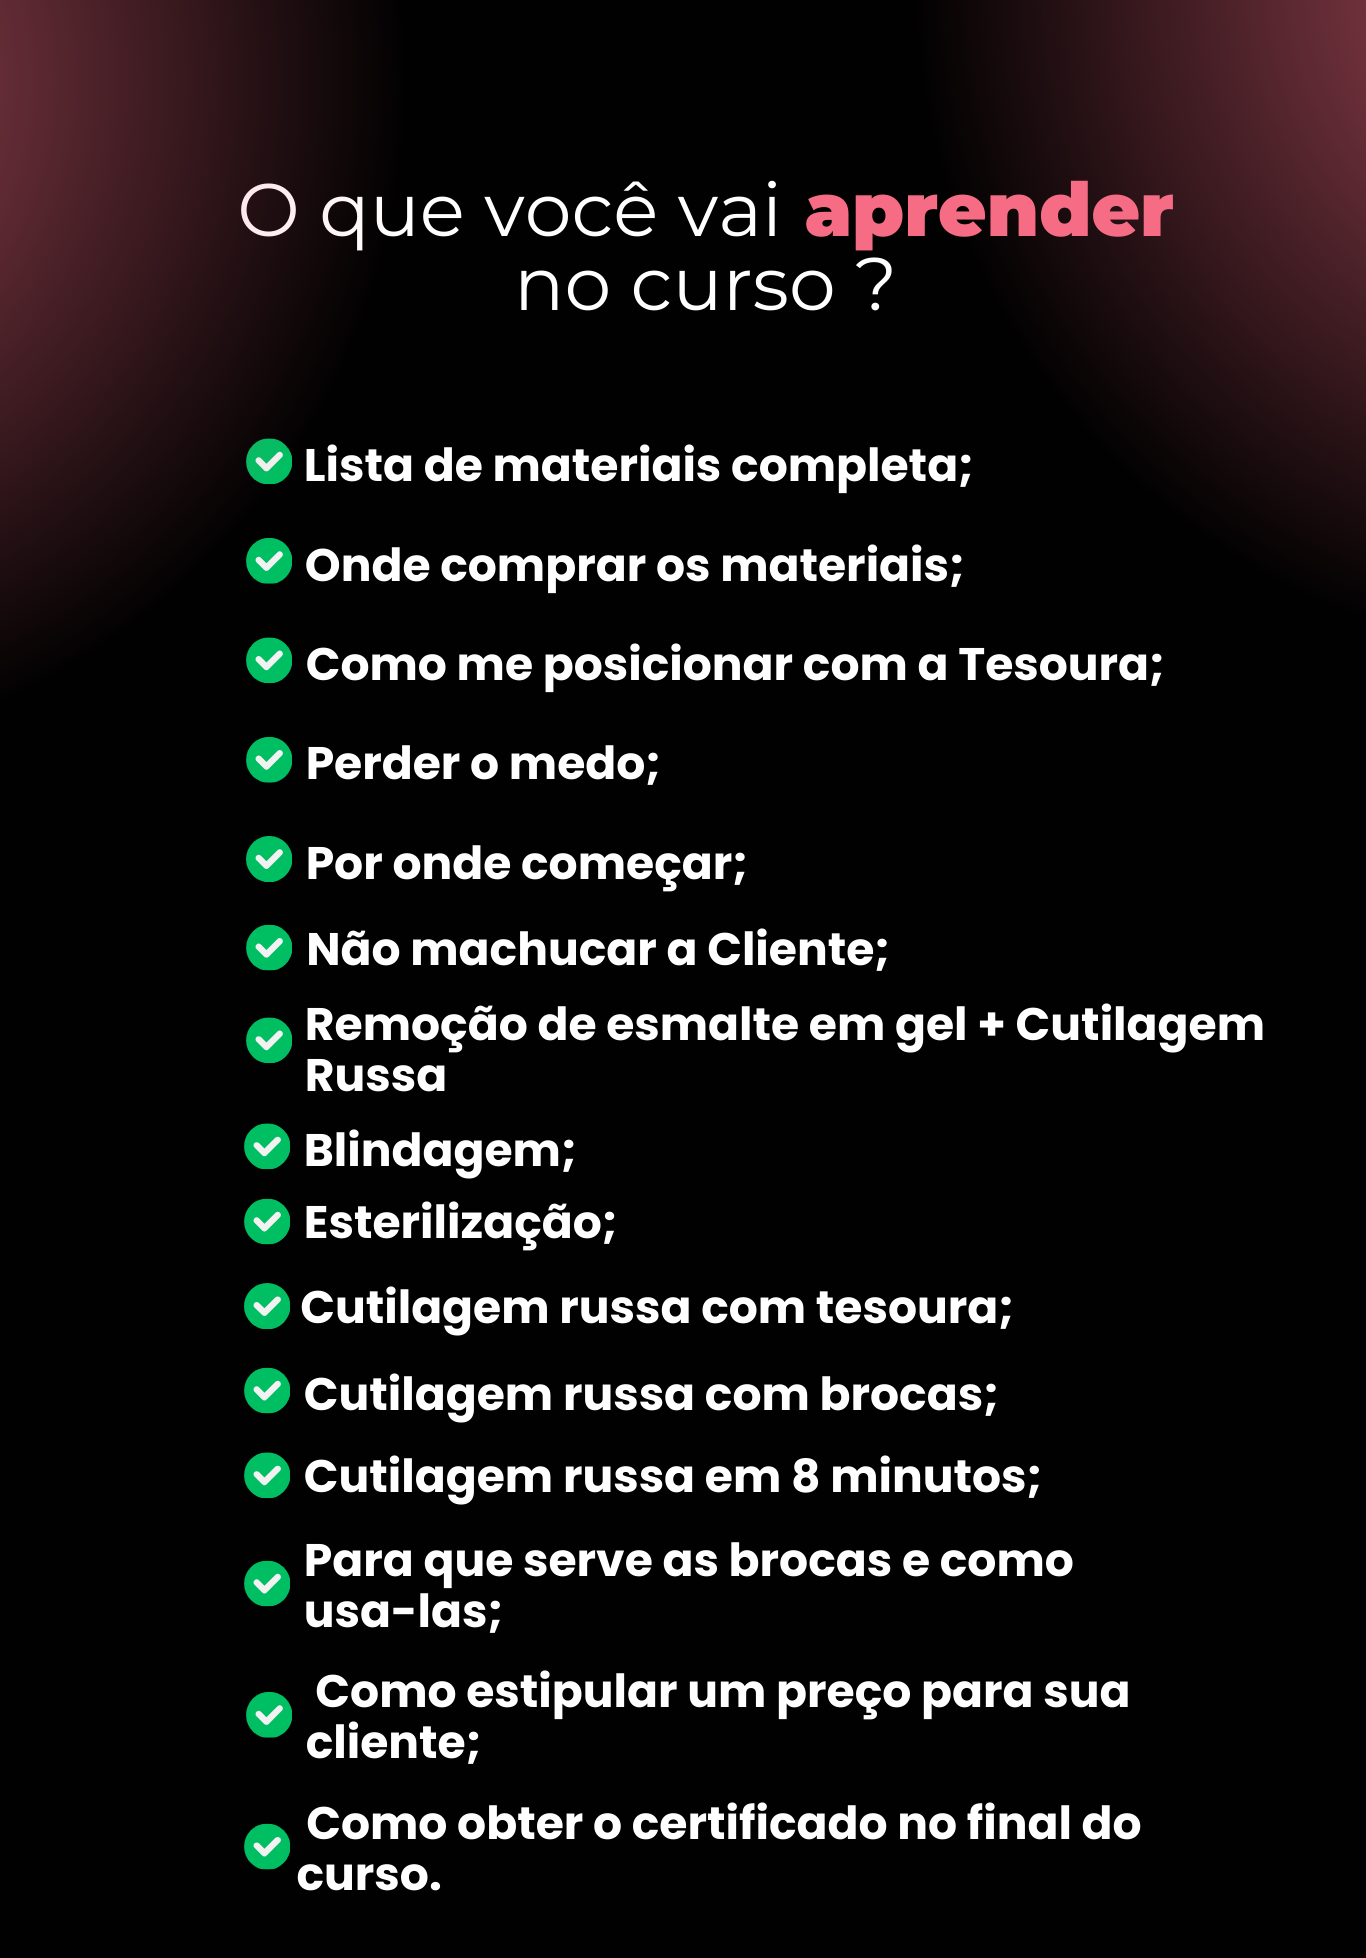 O que você vai aprender
no curso ?
Lista de materiais completa;
Onde comprar os materiais;
Como me posicionar com a Tesoura;
Perder o medo;
Por onde começar;
Não machucar a Cliente;
Remoção de esmalte em gel + Cutilagem
Russa
Blindagem;
Esterilização;
Cutilagem russa com tesoura;
Cutilagem russa com brocas;
Cutilagem russa em 8 minutos;
Para que serve as brocas e como
usa-las;
Como estipular um preço para sua
cliente;
Como obter o certificado no final do
curso.